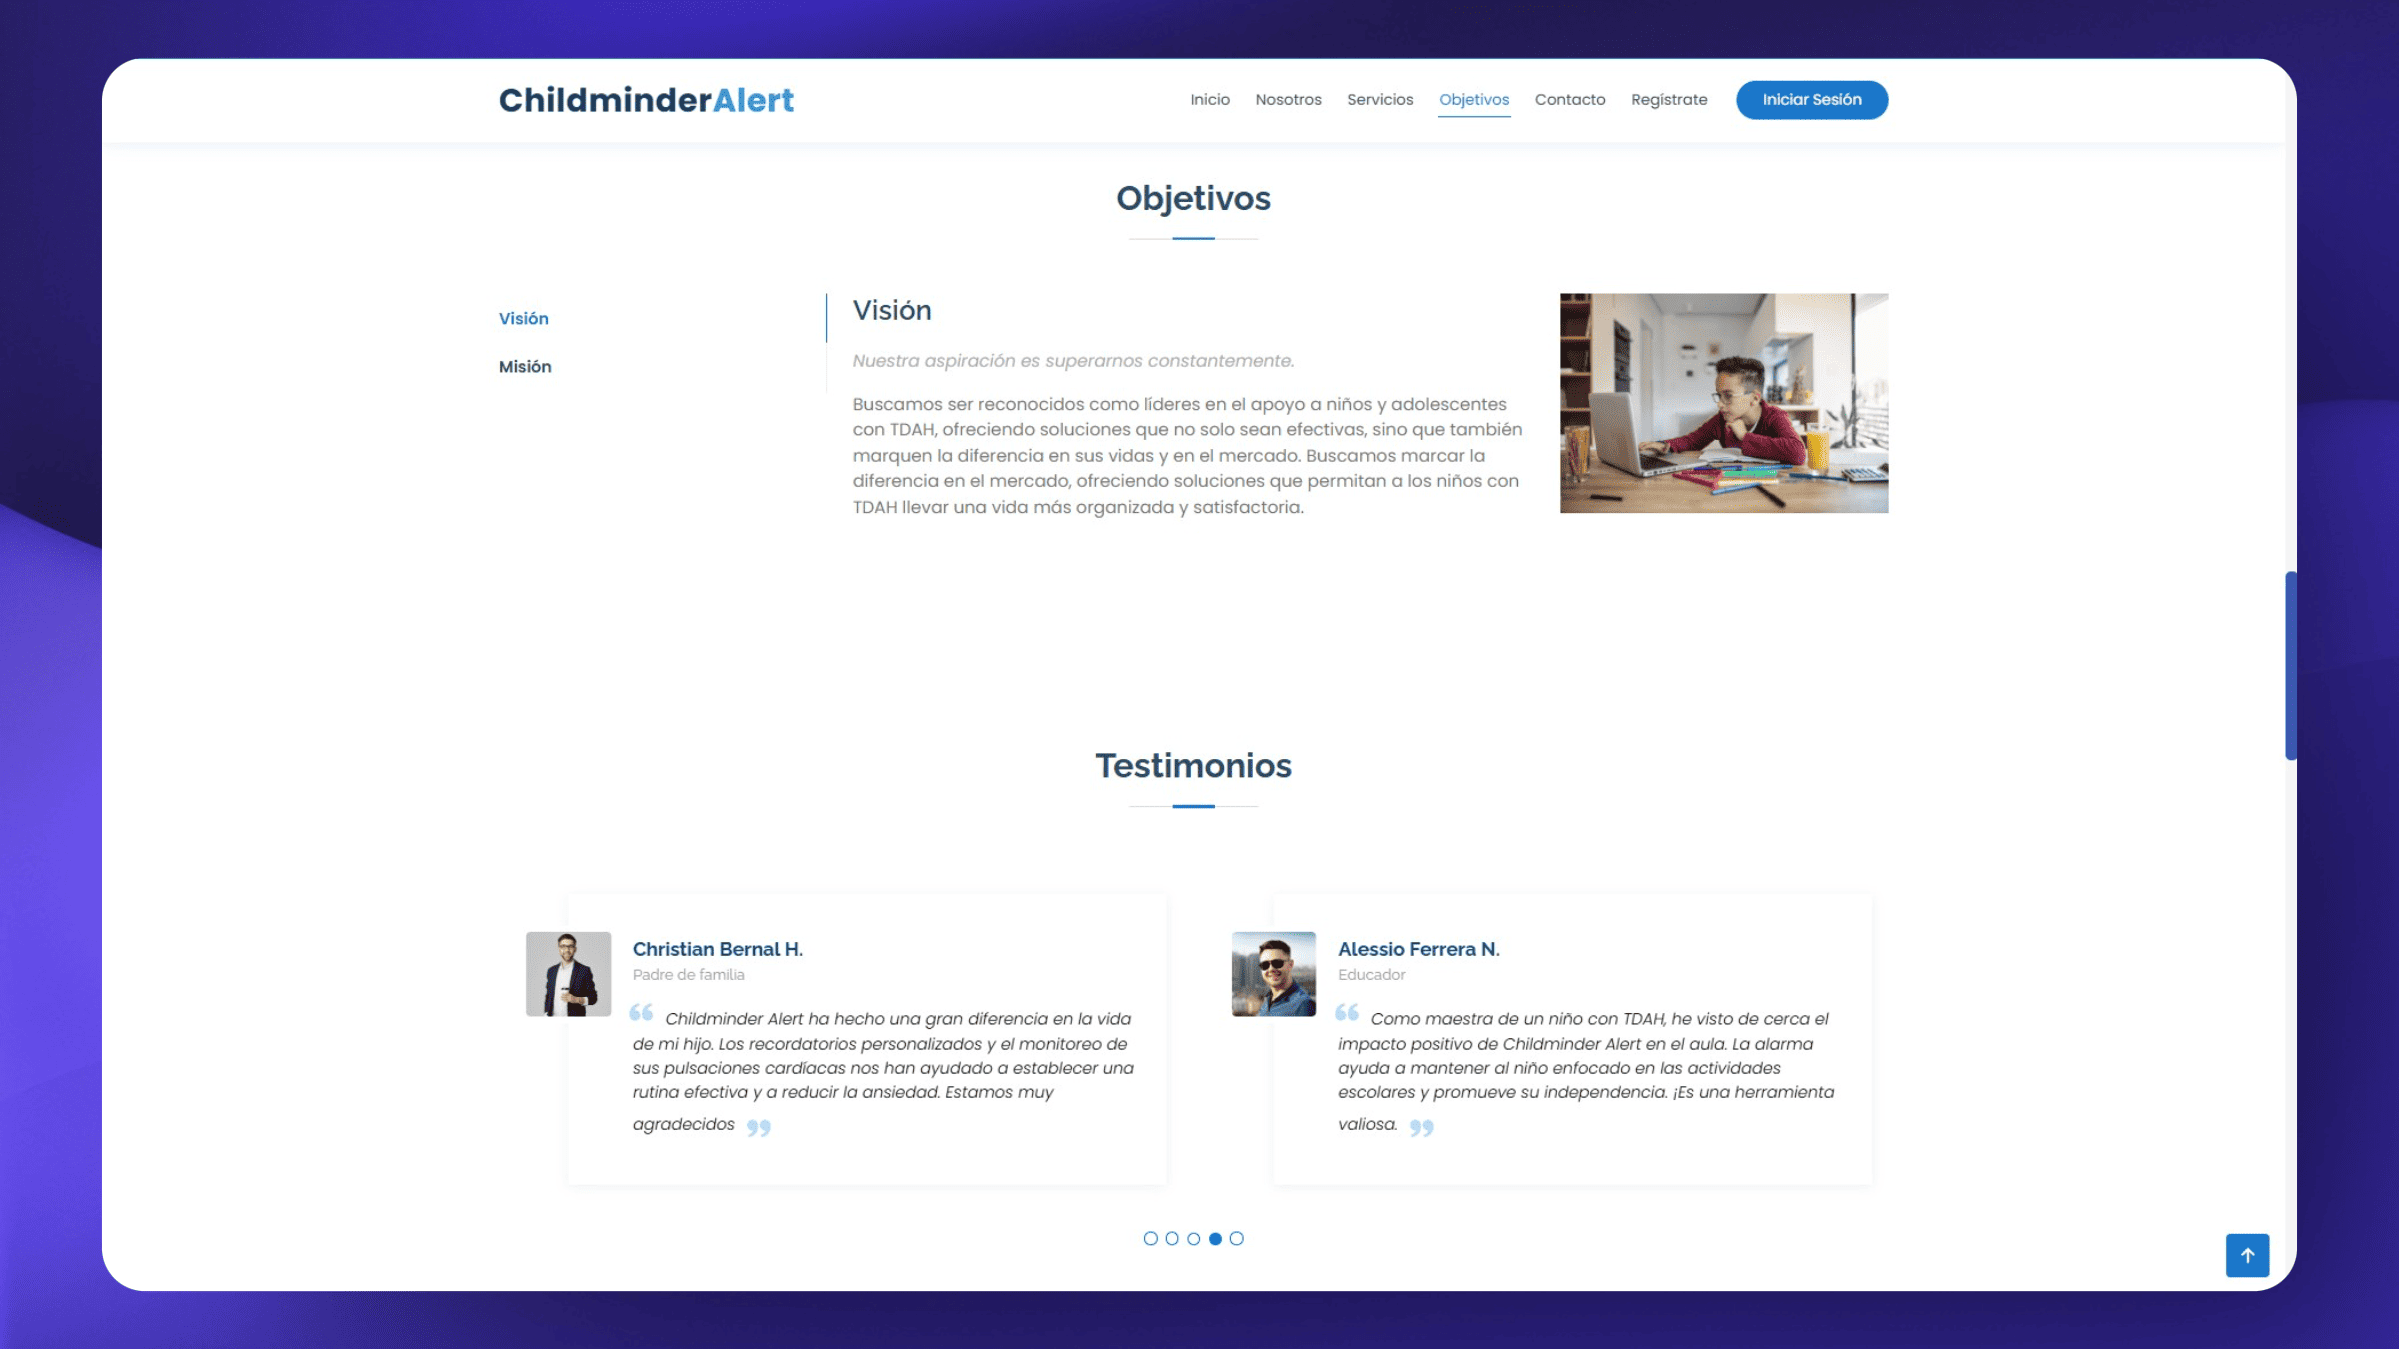 ChildminderAlert
Inicio Nosotros Servicios Objetivos Contacto Regístrate Iniciar Sesión
Objetivos
Visión
Misión
Visión
Nuestra aspiración es superarnos constantemente.
Buscamos ser reconocidos como líderes en el apoyo a niños y adolescentes
con TDAH, ofreciendo soluciones que no solo sean efectivas, sino que también
marquen la diferencia en sus vidas y en el mercado. Buscamos marcar la
diferencia en el mercado, ofreciendo soluciones que permitan a los niños con
TDAH llevar una vida más organizada y satisfactoria.
Testimonios
Christian Bernal H.
Padre de familia
“ Childminder Alert ha hecho una gran diferencia en la vida
de mi hijo. Los recordatorios personalizados y el monitoreo de
sus pulsaciones cardíacas nos han ayudado a establecer una
rutina efectiva y a reducir la ansiedad. Estamos muy
agradecidos ”
Alessio Ferrera N.
Educador
“ Como maestra de un niño con TDAH, he visto de cerca el
impacto positivo de Childminder Alert en el aula. La alarma
ayuda a mantener al niño enfocado en las actividades
escolares y promueve su independencia. ¡Es una herramienta
valiosa. ”